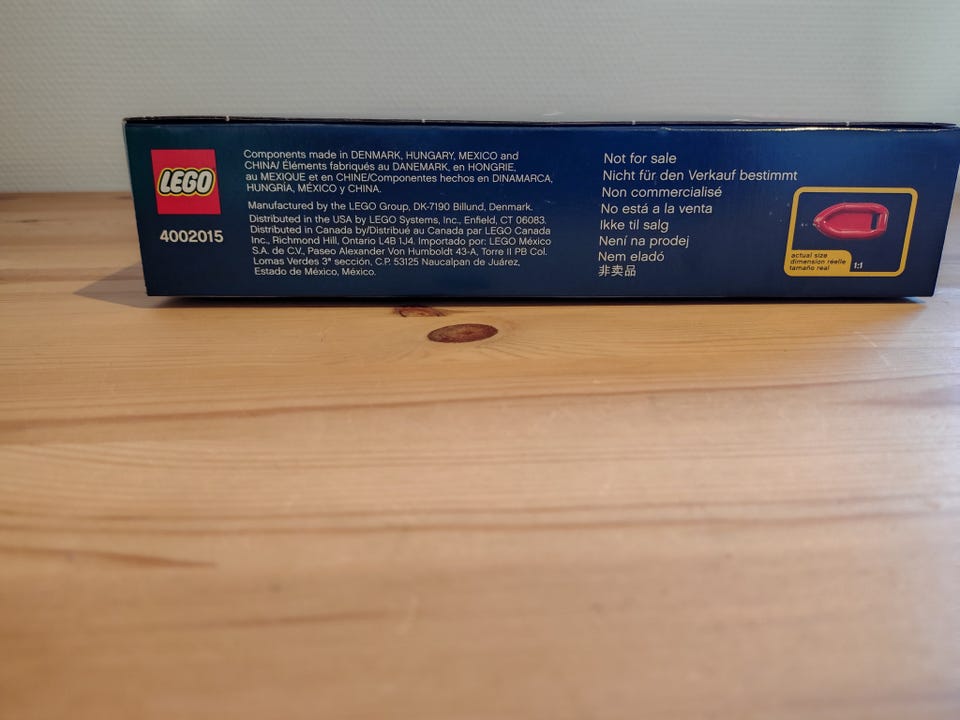 LEGO
4002015
Components made in DENMARK, HUNGARY, MEXICO and
CHINA/ Éléments fabriqués au DANEMARK, en HONGRIE,
au MEXIQUE et en CHINE/Componentes hechos en DINAMARCA,
HUNGRÍA, MÉXICO y CHINA.
Manufactured by the LEGO Group, DK-7190 Billund, Denmark.
Distributed in the USA by LEGO Systems, Inc., Enfield, CT 06083.
Distributed in Canada by/Distribué au Canada par LEGO Canada
Inc., Richmond Hill, Ontario L4B 1J4. Importado por: LEGO México
S.A. de C.V., Paseo Alexander Von Humboldt 43-A, Torre II PB Col.
Lomas Verdes 3ª sección, C.P. 53125 Naucalpan de Juárez,
Estado de México, México.
Not for sale
Nicht für den Verkauf bestimmt
Non commercialisé
No está a la venta
Ikke til salg
Není na prodej
Nem eladó
非卖品
actual size
dimension réelle
tamaño real
1:1